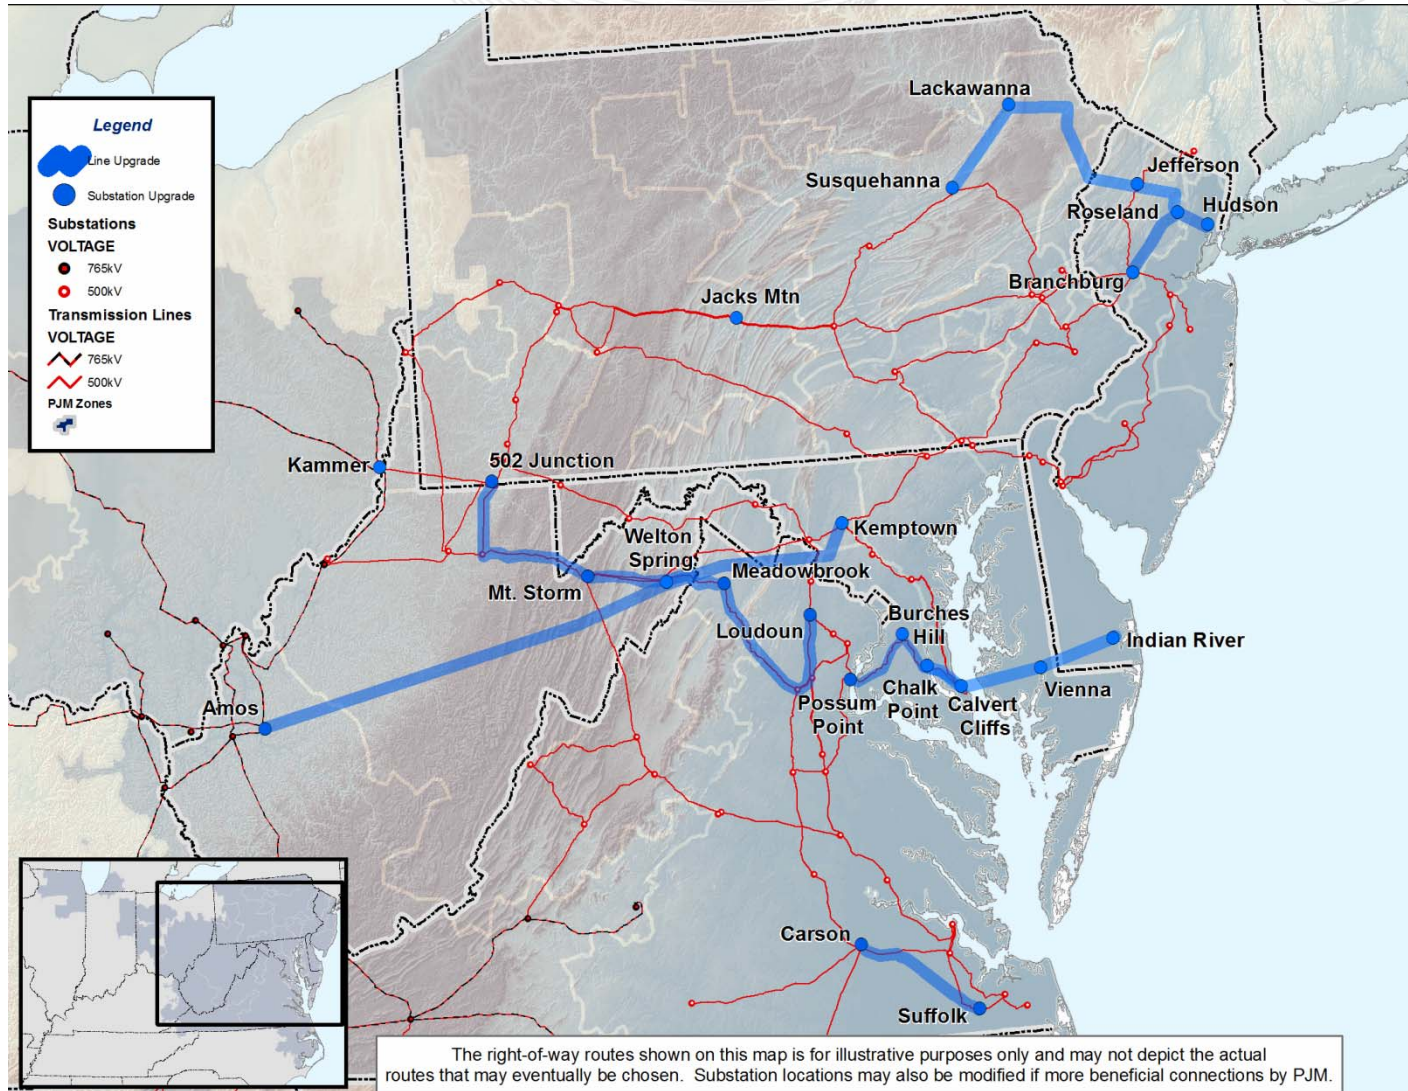 Legend
Line Upgrade
Substation Upgrade
Substations
VOLTAGE
765kV
500kV
Transmission Lines
VOLTAGE
765kV
500kV
PJM Zones
Lackawanna
Susquehanna
Jefferson
Roseland
Hudson
Branchburg
Jacks Mtn
Kammer
502 Junction
Kemptown
Welton
Spring
Mt. Storm
Meadowbrook
Loudoun
Burches
Hill
Indian River
Possum
Point
Chalk
Point
Calvert
Cliffs
Vienna
Amos
Carson
Suffolk
The right-of-way routes shown on this map is for illustrative purposes only and may not depict the actual
routes that may eventually be chosen.  Substation locations may also be modified if more beneficial connections by PJM.